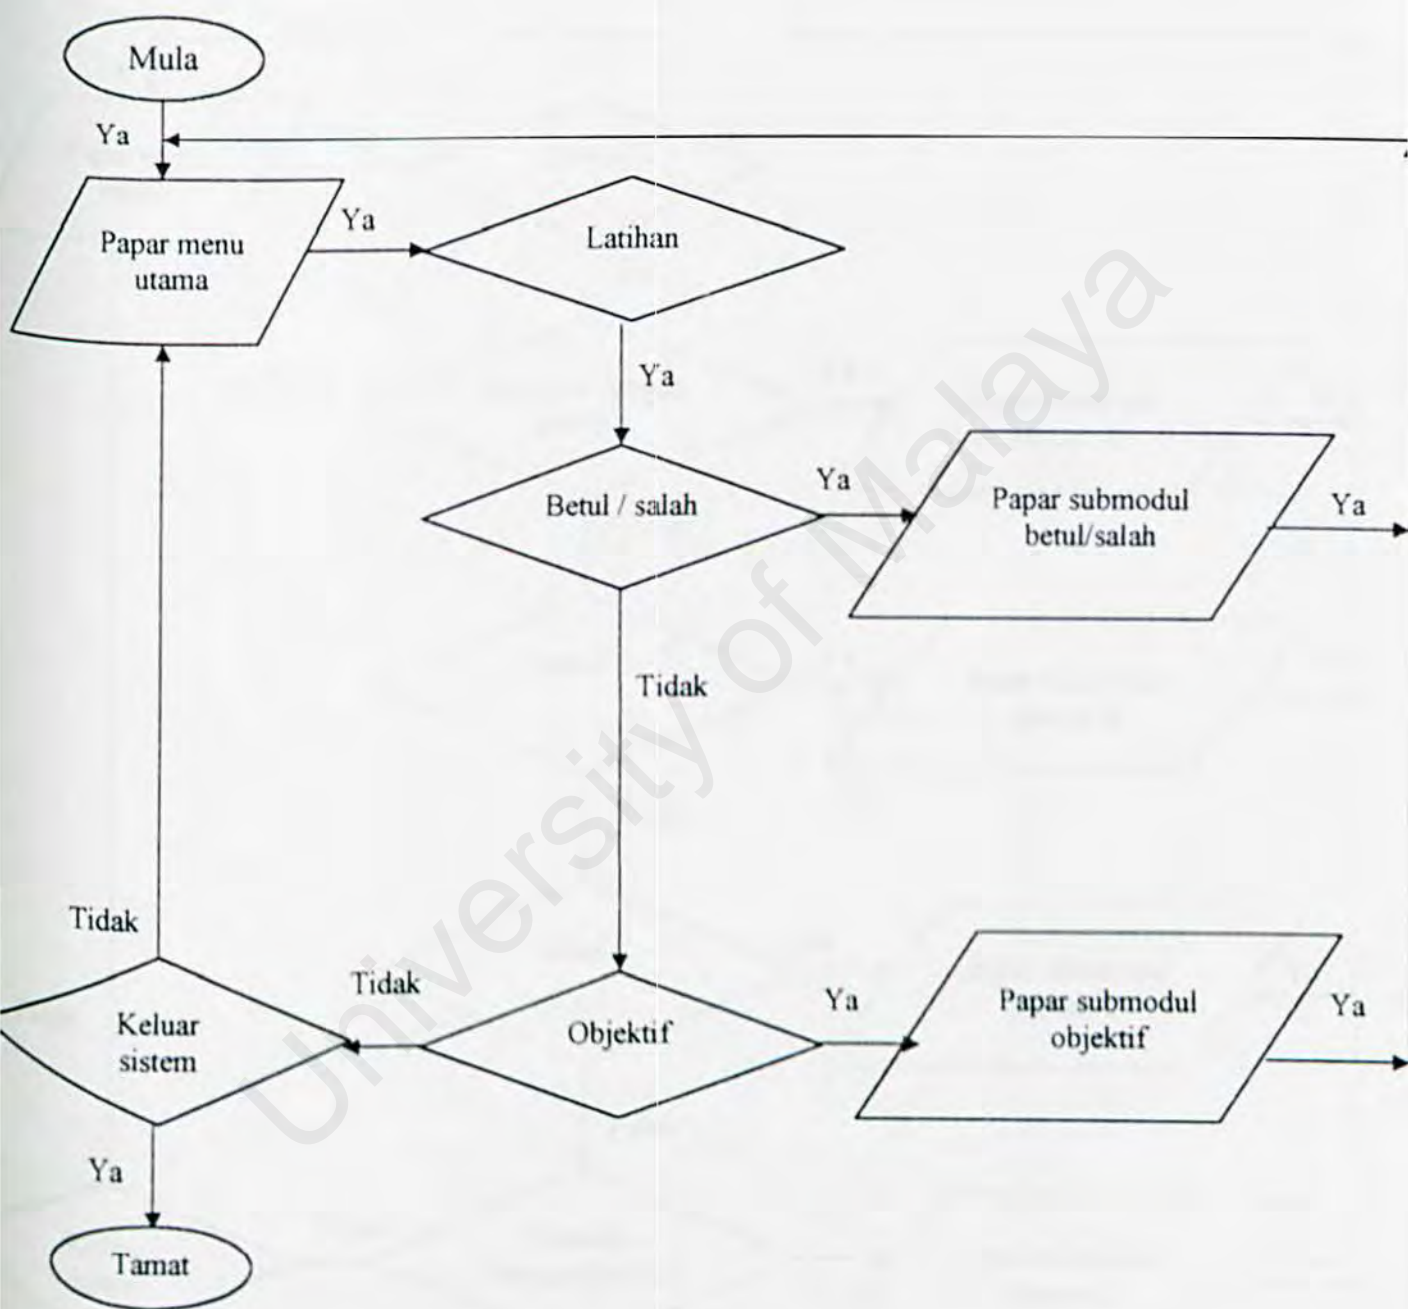 Mula
Ya
Papar menu
utama
Ya
Latihan
Ya
Betul / salah
Ya
Papar submodul
betul/salah
Ya
Tidak
Tidak
Keluar
sistem
Tidak
Objektif
Ya
Papar submodul
objektif
Ya
Ya
Tamat
University of Malaya